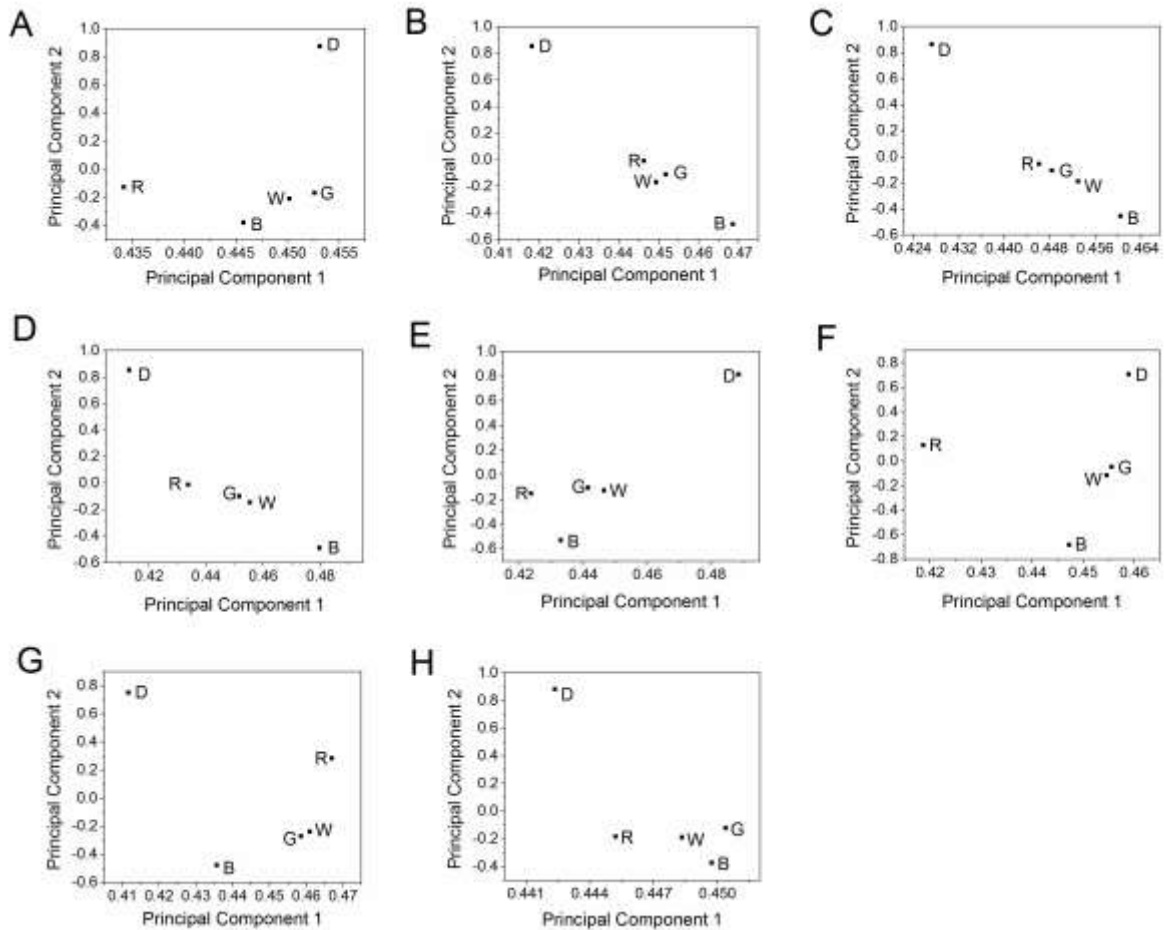 A
Principal Component 2
1.0
0.8
0.6
0.4
0.2
0.0
-0.2
-0.4
D
R
W
G
B
0.435 0.440 0.445 0.450 0.455
Principal Component 1
B
Principal Component 2
1.0
0.8
0.6
0.4
0.2
0.0
-0.2
-0.4
-0.6
D
R
W
G
B
0.41 0.42 0.43 0.44 0.45 0.46 0.47
Principal Component 1
C
Principal Component 2
1.0
0.8
0.6
0.4
0.2
0.0
-0.2
-0.4
-0.6
D
R
G
W
B
0.424 0.432 0.440 0.448 0.456 0.464
Principal Component 1
D
Principal Component 2
1.0
0.8
0.6
0.4
0.2
0.0
-0.2
-0.4
-0.6
D
R
G
W
B
0.42 0.44 0.46 0.48
Principal Component 1
E
Principal Component 2
1.0
0.8
0.6
0.4
0.2
0.0
-0.2
-0.4
-0.6
D
R
G
W
B
0.42 0.44 0.46 0.48
Principal Component 1
F
Principal Component 2
0.8
0.6
0.4
0.2
0.0
-0.2
-0.4
-0.6
-0.8
D
R
G
W
B
0.42 0.43 0.44 0.45 0.46
Principal Component 1
G
Principal Component 2
0.8
0.6
0.4
0.2
0.0
-0.2
-0.4
-0.6
D
R
G
W
B
0.41 0.42 0.43 0.44 0.45 0.46 0.47
Principal Component 1
H
Principal Component 2
1.0
0.8
0.6
0.4
0.2
0.0
-0.2
-0.4
D
R
W
G
B
0.441 0.444 0.447 0.450
Principal Component 1